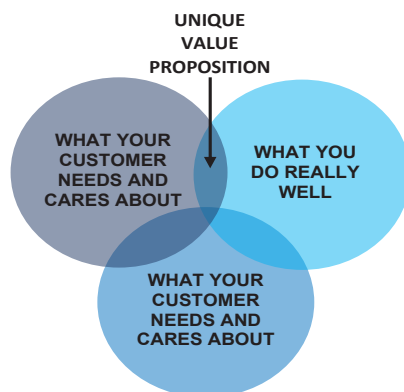 UNIQUE
VALUE
PROPOSITION
WHAT YOUR
CUSTOMER
NEEDS AND
CARES ABOUT
WHAT YOU
DO REALLY
WELL
WHAT YOUR
CUSTOMER
NEEDS AND
CARES ABOUT